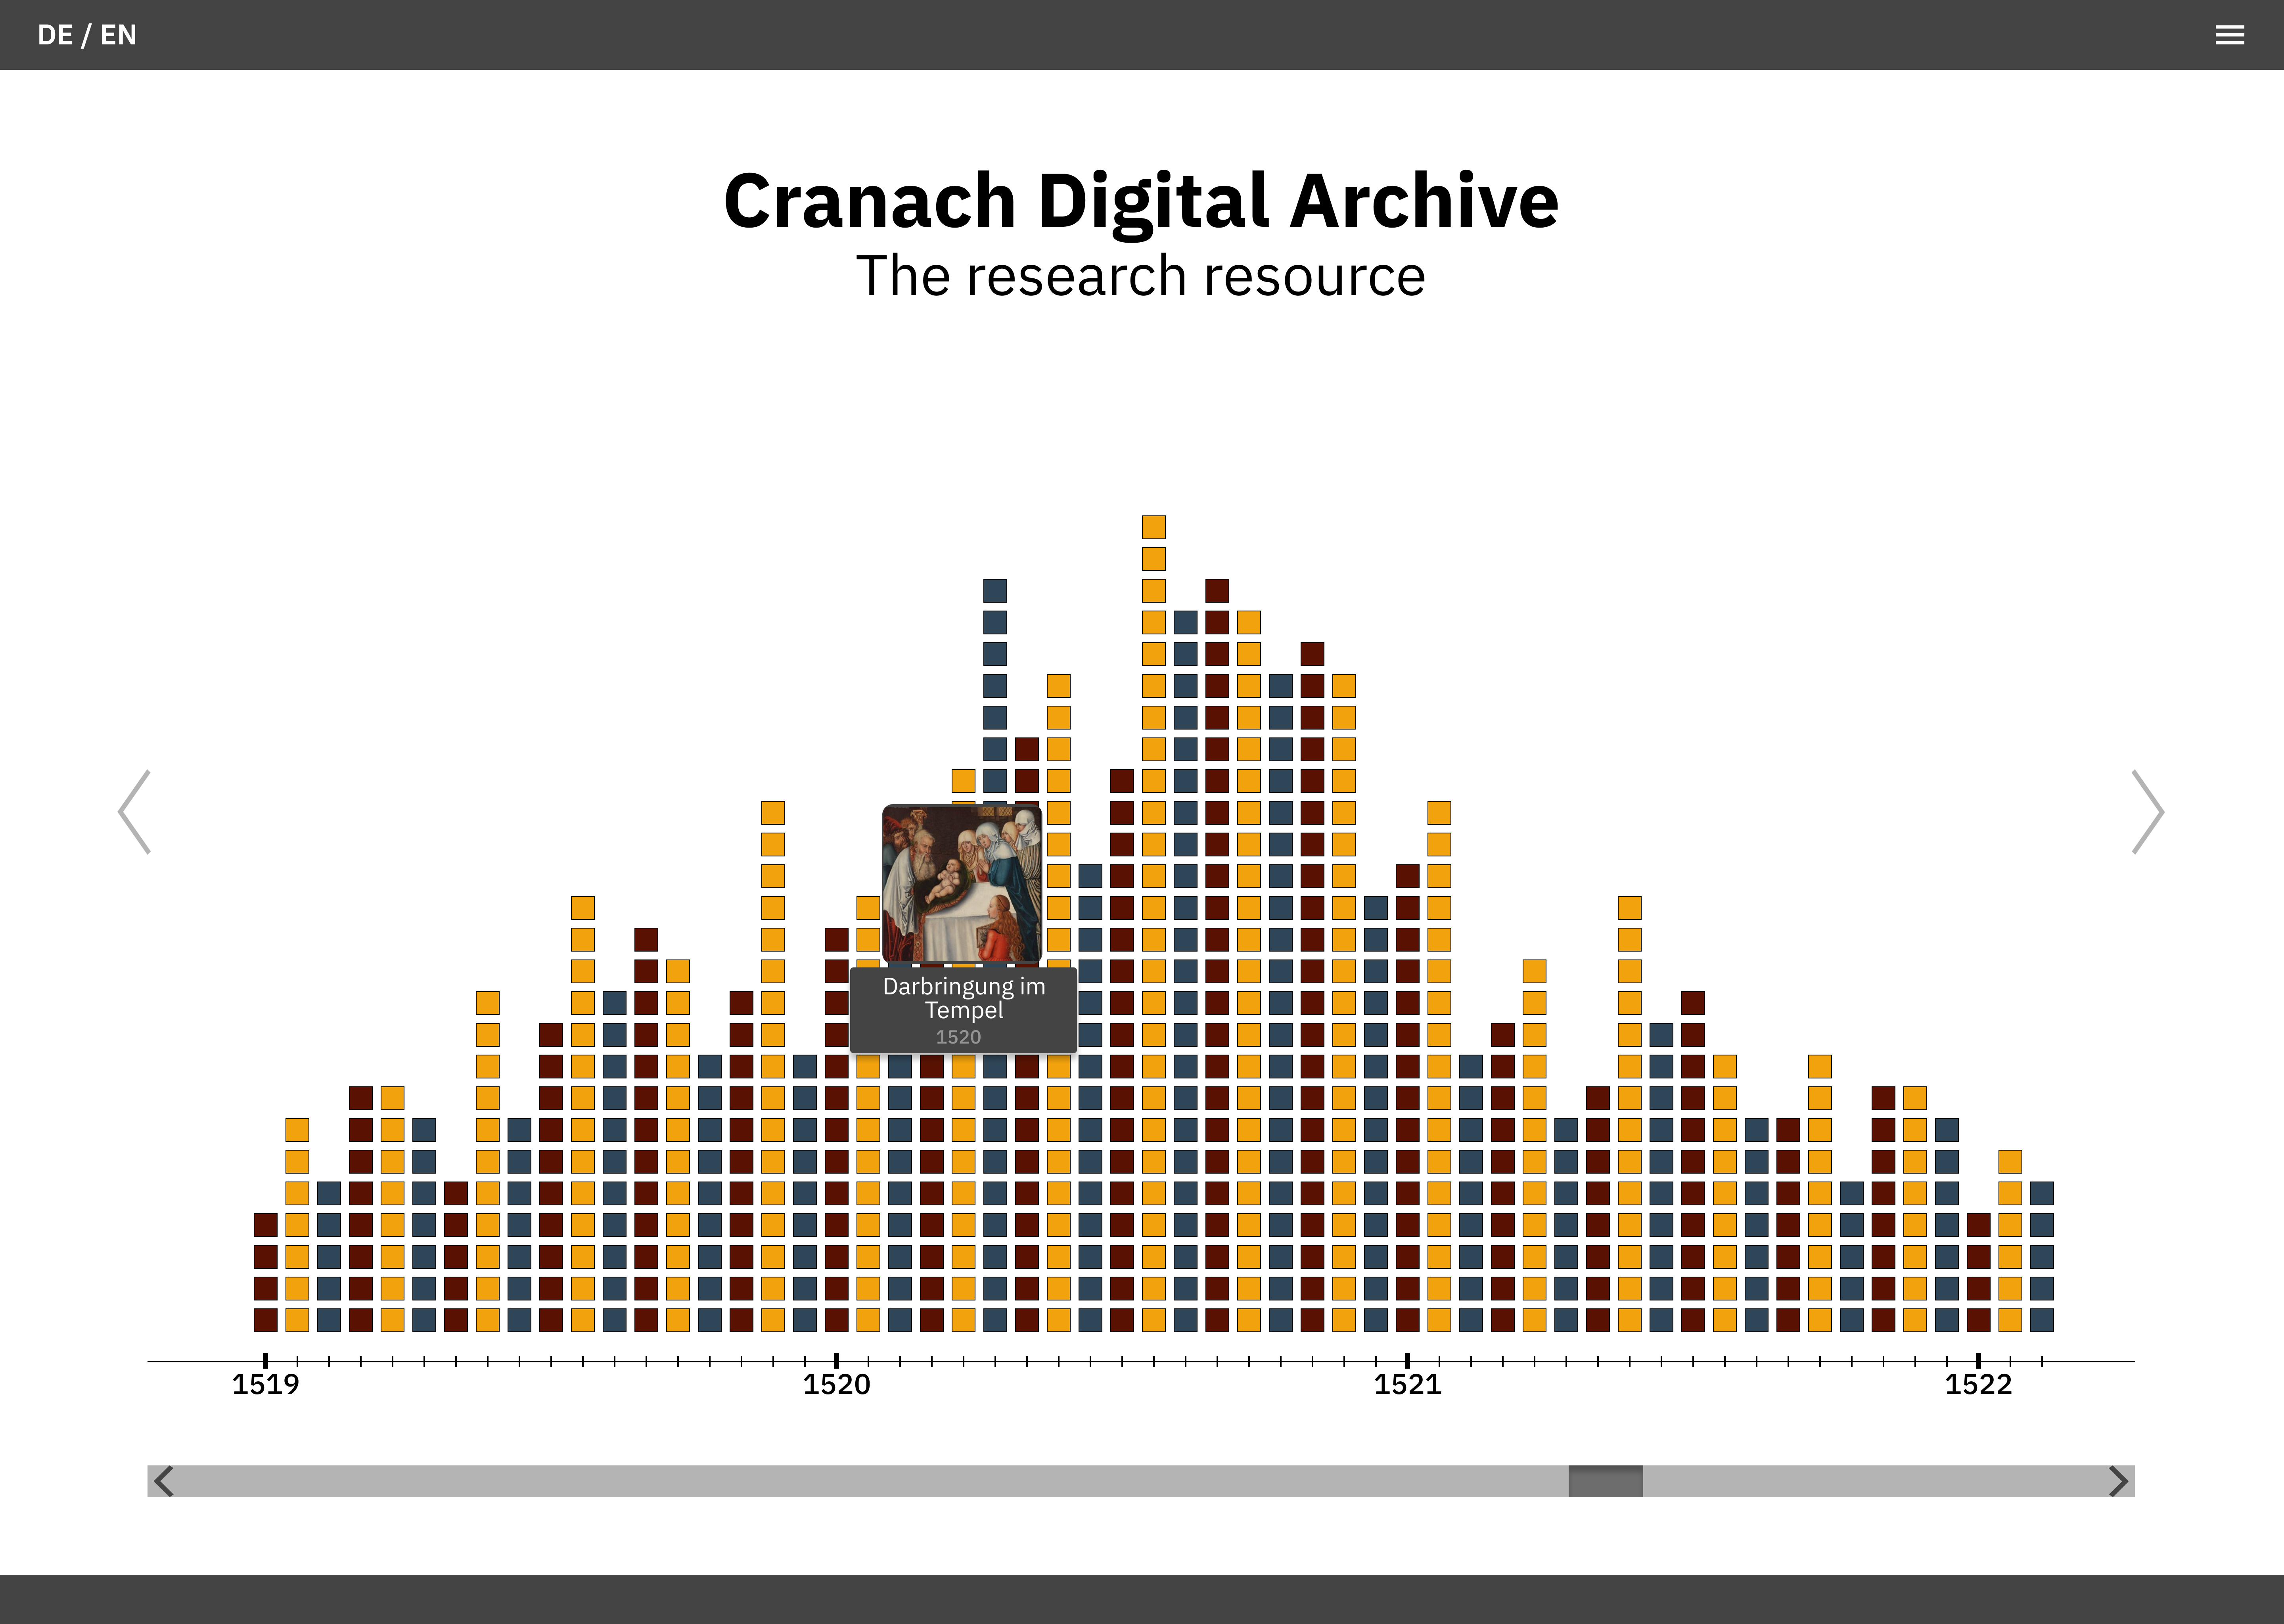 DE / EN
Cranach Digital Archive
The research resource
Darbringung im
Tempel
1520
1519
1520
1521
1522